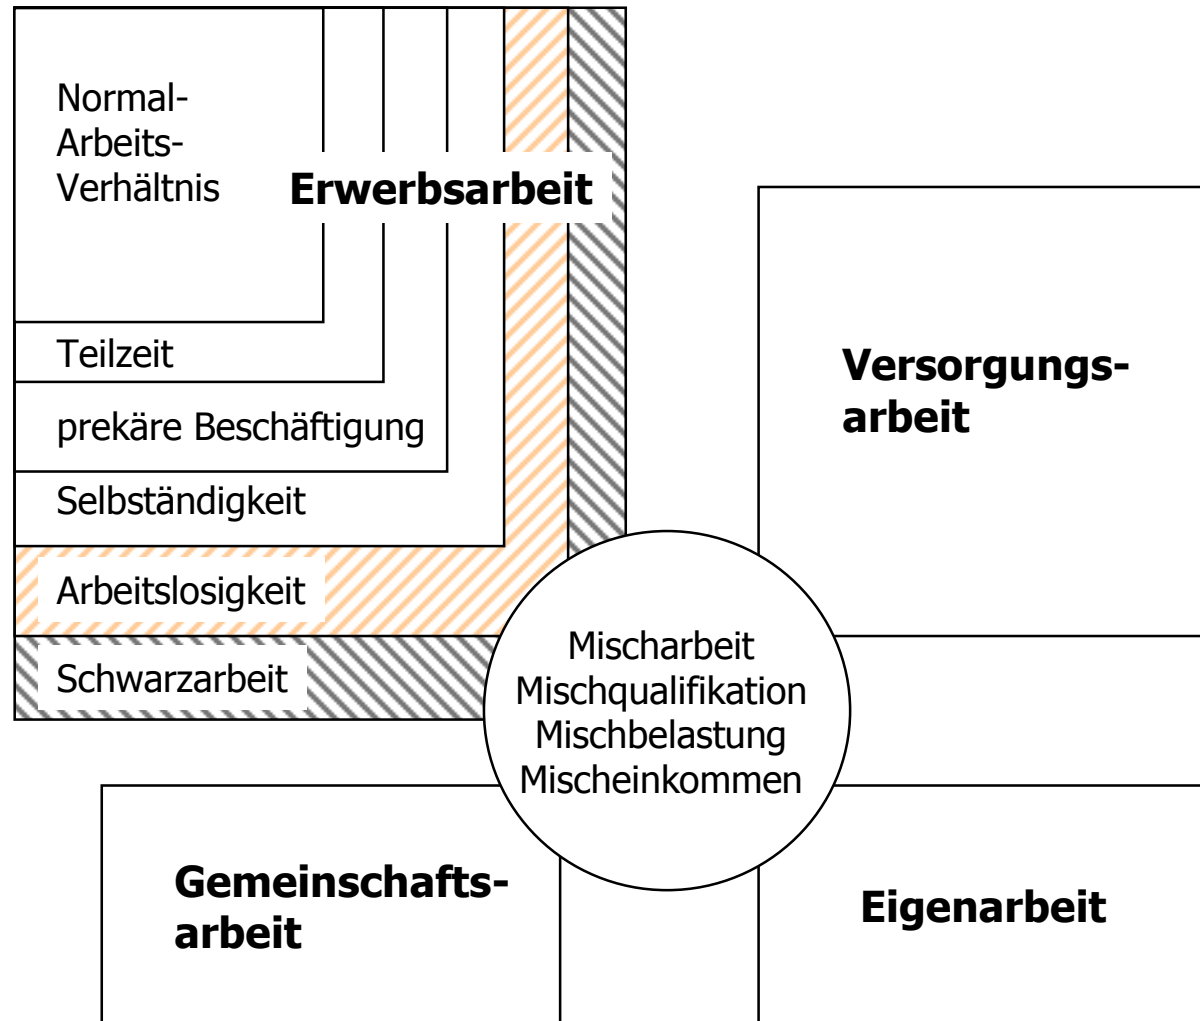 Normal-
Arbeits-
Verhältnis
Erwerbsarbeit
Teilzeit
prekäre Beschäftigung
Selbständigkeit
Arbeitslosigkeit
Schwarzarbeit
Versorgungs-
arbeit
Mischarbeit
Mischqualifikation
Mischbelastung
Mischeinkommen
Gemeinschafts-
arbeit
Eigenarbeit